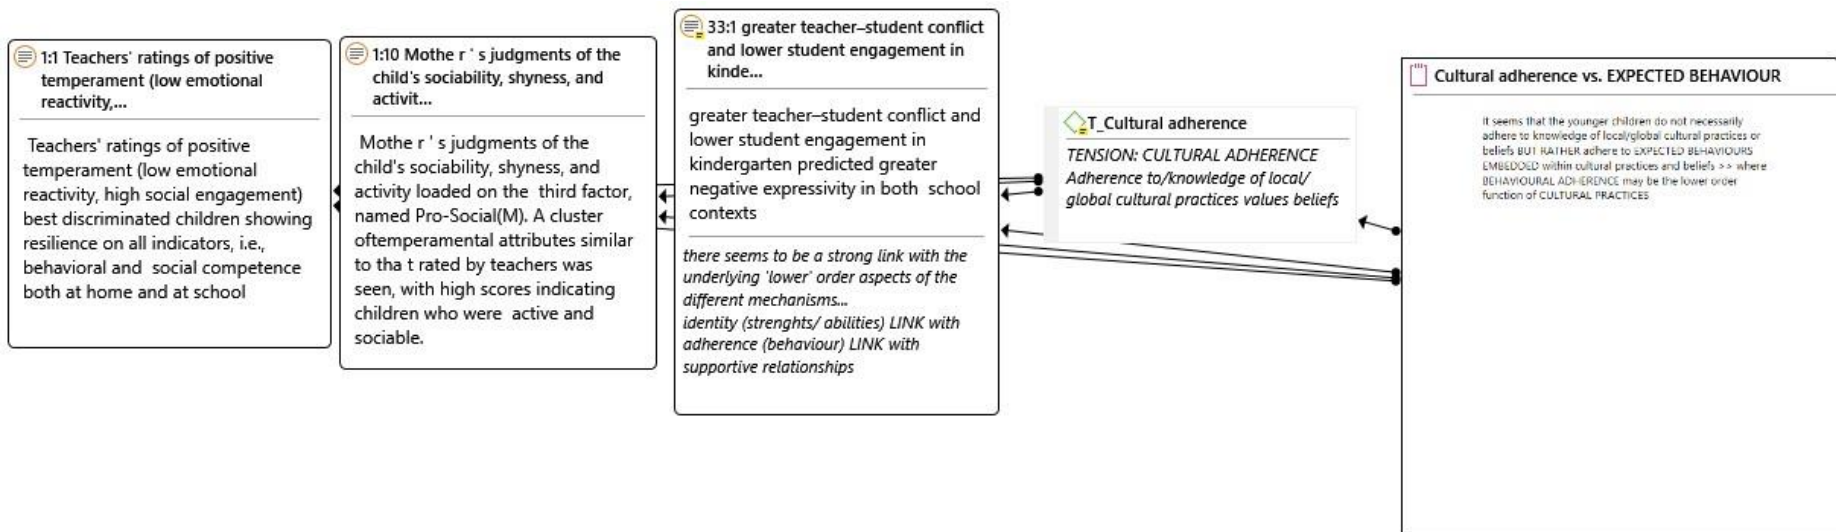 1:1 Teachers' ratings of positive
temperament (low emotional
reactivity,...
Teachers' ratings of positive
temperament (low emotional
reactivity, high social engagement)
best discriminated children showing
resilience on all indicators, i.e.,
behavioral and social competence
both at home and at school
1:10 Mothe r ' s judgments of the
child's sociability, shyness, and
activit...
Mothe r ' s judgments of the
child's sociability, shyness, and
activity loaded on the third factor,
named Pro-Social(M). A cluster
oftemperamental attributes similar
to tha t rated by teachers was
seen, with high scores indicating
children who were active and
sociable.
33:1 greater teacher–student conflict
and lower student engagement in
kinde...
greater teacher–student conflict and
lower student engagement in
kindergarten predicted greater
negative expressivity in both school
contexts
there seems to be a strong link with the
underlying 'lower' order aspects of the
different mechanisms...
identity (strenghts/ abilities) LINK with
adherence (behaviour) LINK with
supportive relationships
T_Cultural adherence
TENSION: CULTURAL ADHERENCE
Adherence to/knowledge of local/
global cultural practices values beliefs
Cultural adherence vs. EXPECTED BEHAVIOUR
It seems that the younger children do not necessarily
adhere to knowledge of local/global cultural practices or
beliefs BUT RATHER adhere to EXPECTED BEHAVIOURS
EMBEDDED within cultural practices and beliefs >> where
BEHAVIOURAL ADHERENCE may be the lower order
function of CULTURAL PRACTICES